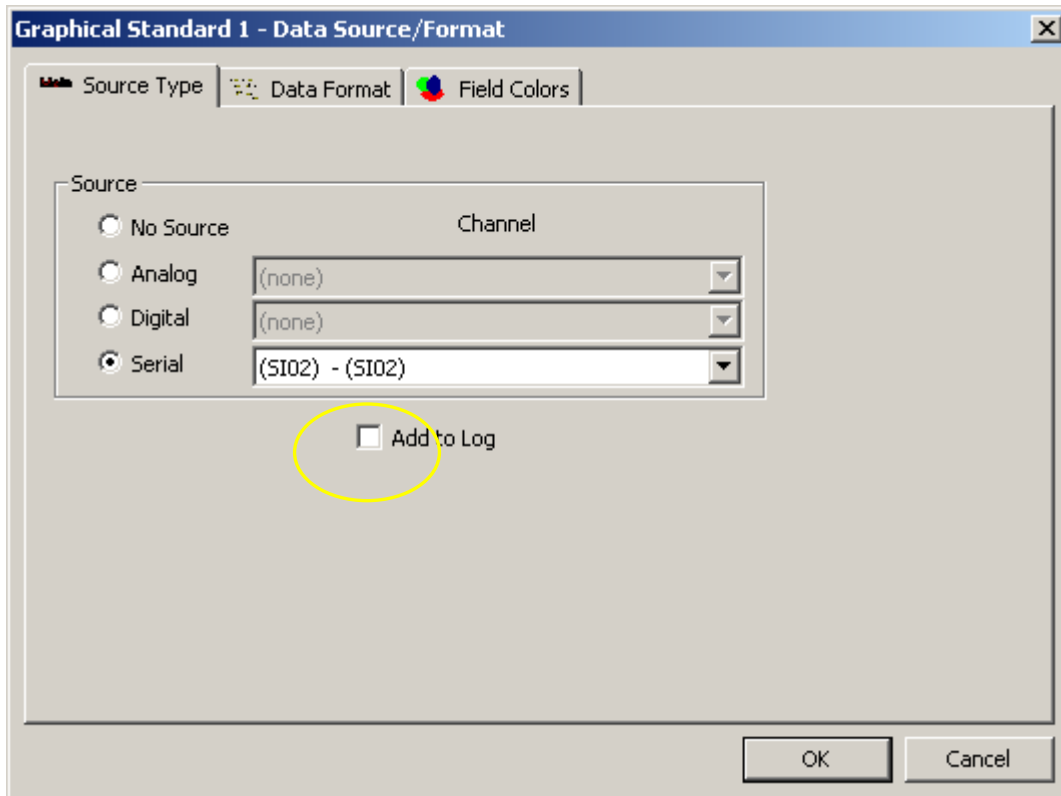 Graphical Standard 1 - Data Source/Format
Source Type
Data Format
Field Colors
Source
No Source
Channel
Analog
(none)
Digital
(none)
Serial
(SI02) - (SI02)
Add to Log
OK
Cancel